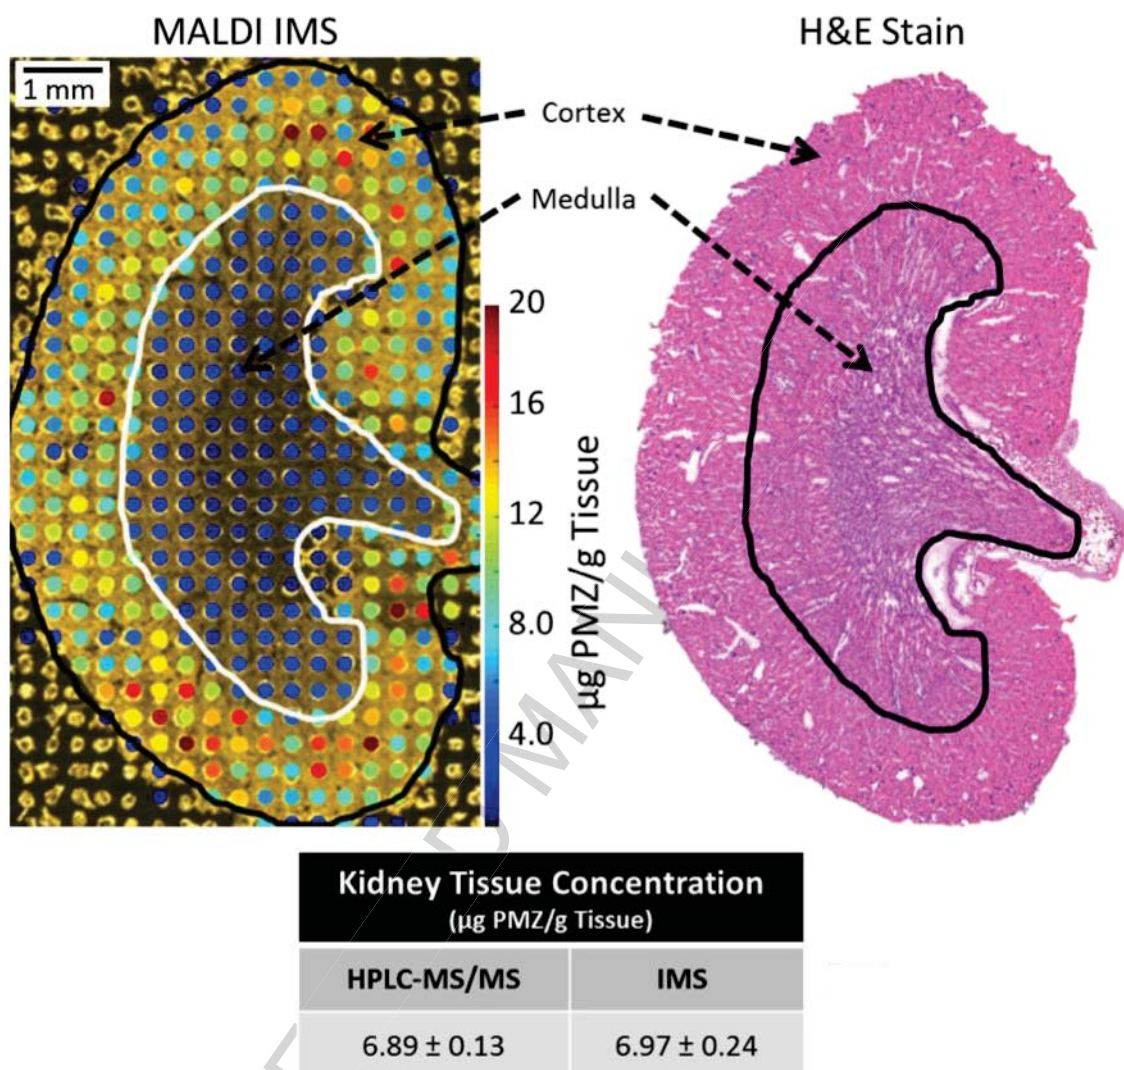 MALDI IMS
H&E Stain
1 mm
Cortex
Medulla
20
16
12
8.0
4.0
µg PMZ/g Tissue
D MANU
Kidney Tissue Concentration
(µg PMZ/g Tissue)
HPLC-MS/MS
IMS
6.89 ± 0.13
6.97 ± 0.24